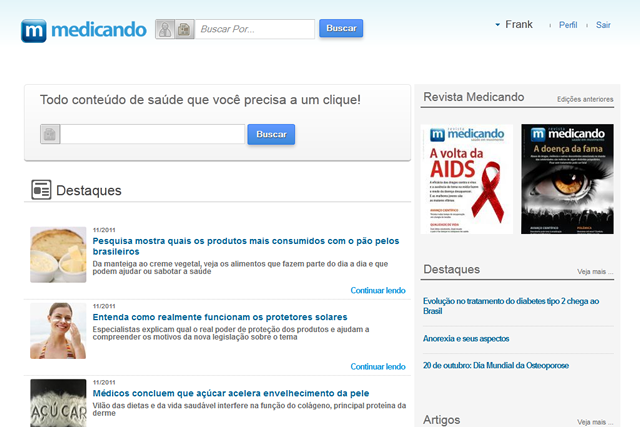 m medicando
Buscar Por...
Buscar
Frank
Perfil
Sair
Todo conteúdo de saúde que você precisa a um clique!
Buscar
Destaques
11/2011
Pesquisa mostra quais os produtos mais consumidos com o pão pelos
brasileiros
Da manteiga ao creme vegetal, veja os alimentos que fazem parte do dia a dia e que
podem ajudar ou sabotar a saúde
Continuar lendo
11/2011
Entenda como realmente funcionam os protetores solares
Especialistas explicam qual o real poder de proteção dos produtos e ajudam a
compreender os motivos da nova legislação sobre o tema
Continuar lendo
AÇÚCAR
11/2011
Médicos concluem que açúcar acelera envelhecimento da pele
Vilão das dietas e da vida saudável interfere na função do colágeno, principal proteína da
derme
Revista Medicando
Edições anteriores
m medicando
A volta da
AIDS
AVANÇO CIENTÍFICO
QUALIDADE DE VIDA
m medicando
A doença da fama
Destaques
Veja mais ...
Evolução no tratamento do diabetes tipo 2 chega ao
Brasil
Anorexia e seus aspectos
20 de outubro: Dia Mundial da Osteoporose
Artigos
Veja mais ...